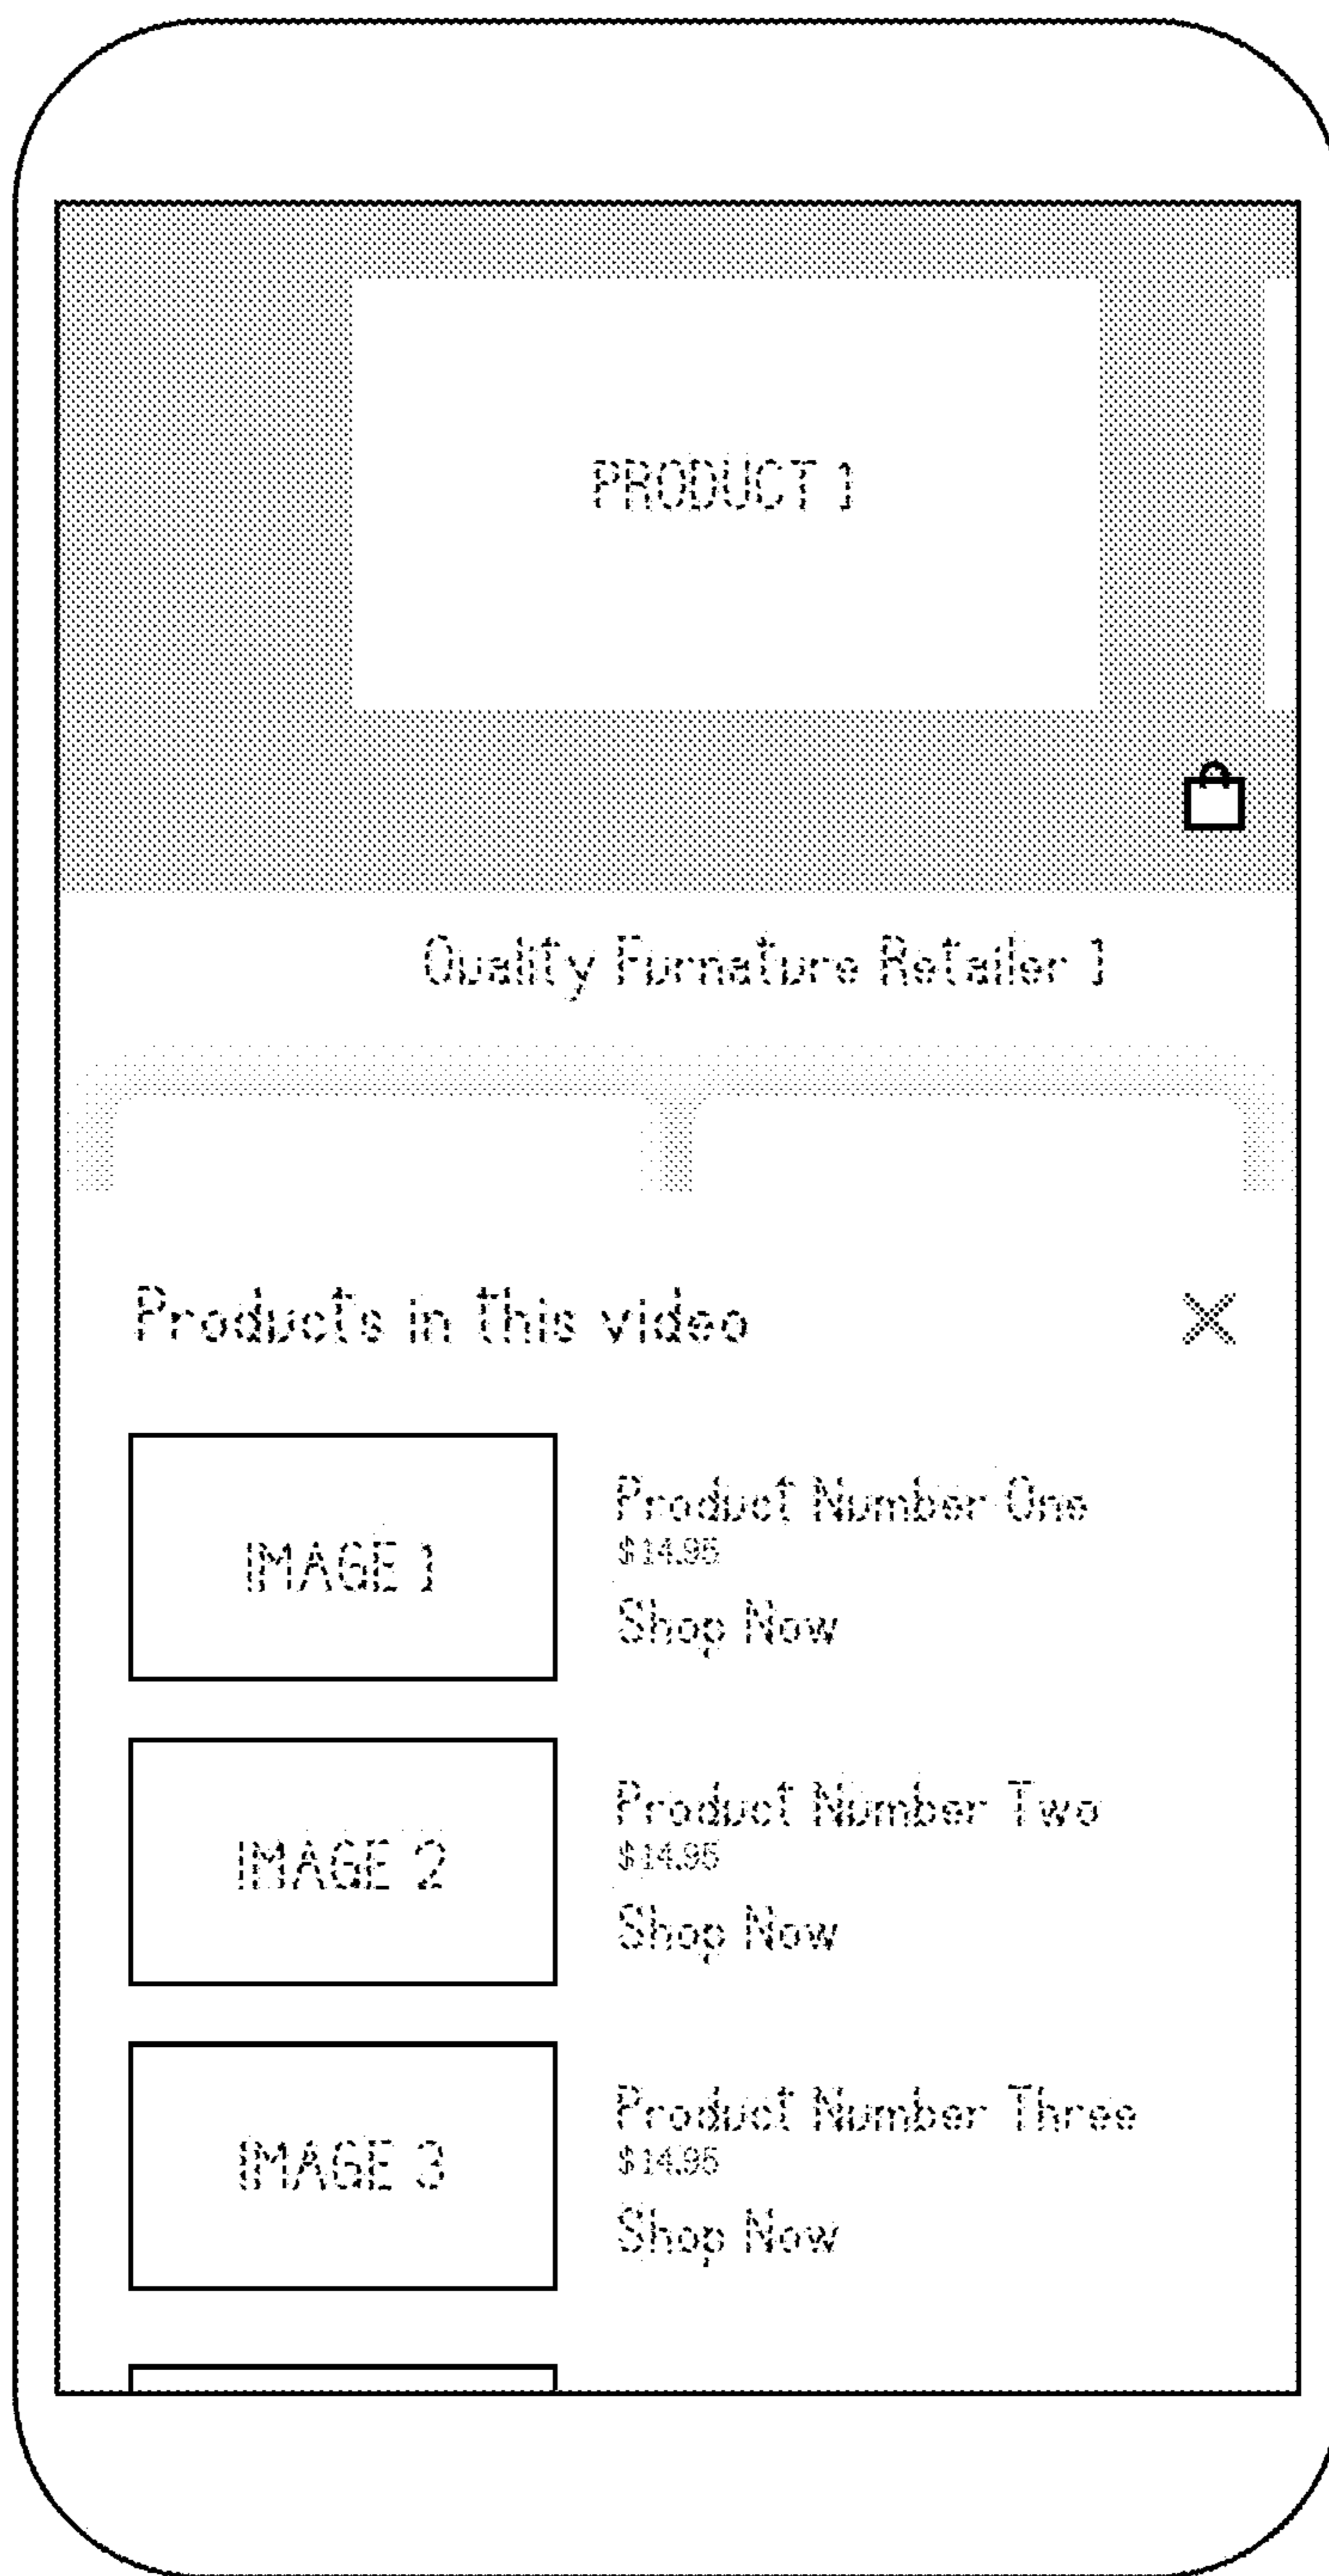 PRODUCT 1
Quality Furnature Retailer 1
Products in this video
IMAGE 1
Product Number One
$14.95
Shop Now
IMAGE 2
Product Number Two
$14.95
Shop Now
IMAGE 3
Product Number Three
$14.95
Shop Now